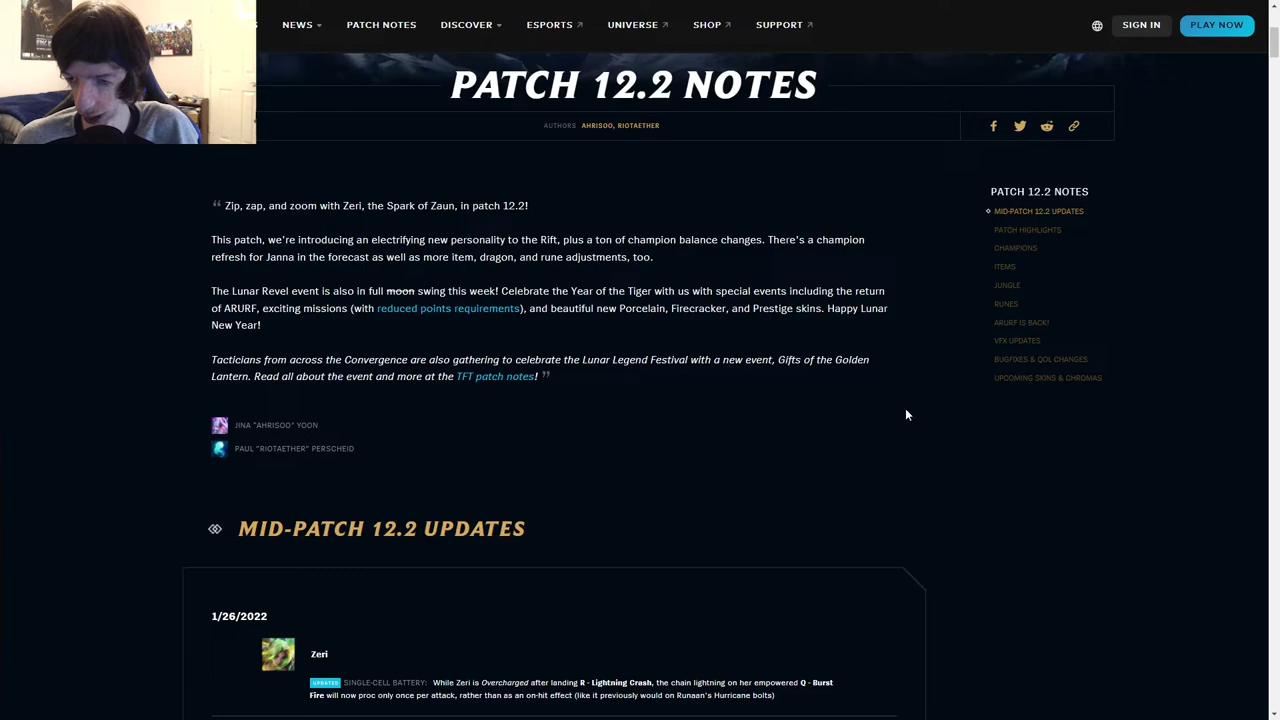 S NEWS PATCH NOTES DISCOVER ESPORTS UNIVERSE SHOP SUPPORT SIGN IN PLAY NOW
PATCH 12.2 NOTES
AUTHORS AHRISOO, RIOTAETHER
“ Zip, zap, and zoom with Zeri, the Spark of Zaun, in patch 12.2!
This patch, we're introducing an electrifying new personality to the Rift, plus a ton of champion balance changes. There's a champion
refresh for Janna in the forecast as well as more item, dragon, and rune adjustments, too.
The Lunar Revel event is also in full moon swing this week! Celebrate the Year of the Tiger with us with special events including the return
of ARURF, exciting missions (with reduced points requirements), and beautiful new Porcelain, Firecracker, and Prestige skins. Happy Lunar
New Year!
Tacticians from across the Convergence are also gathering to celebrate the Lunar Legend Festival with a new event, Gifts of the Golden
Lantern. Read all about the event and more at the TFT patch notes! ”
JINA "AHRISOO" YOON
PAUL "RIOTAETHER" PERSCHEID
PATCH 12.2 NOTES
MID-PATCH 12.2 UPDATES
PATCH HIGHLIGHTS
CHAMPIONS
ITEMS
JUNGLE
RUNES
ARURF IS BACK!
VFX UPDATES
BUGFIXES & QOL CHANGES
UPCOMING SKINS & CHROMAS
MID-PATCH 12.2 UPDATES
1/26/2022
Zeri
UPDATED SINGLE-CELL BATTERY: While Zeri is Overcharged after landing R - Lightning Crash, the chain lightning on her empowered Q - Burst
Fire will now proc only once per attack, rather than as an on-hit effect (like it previously would on Runaan's Hurricane bolts)